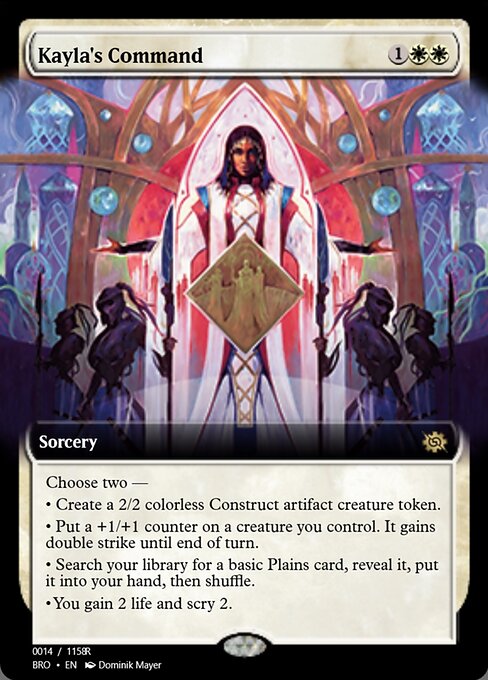 Kayla's Command 1
Sorcery
Choose two —
• Create a 2/2 colorless Construct artifact creature token.
• Put a +1/+1 counter on a creature you control. It gains
double strike until end of turn.
• Search your library for a basic Plains card, reveal it, put
it into your hand, then shuffle.
• You gain 2 life and scry 2.
0014 / 1158R
BRO • EN Dominik Mayer